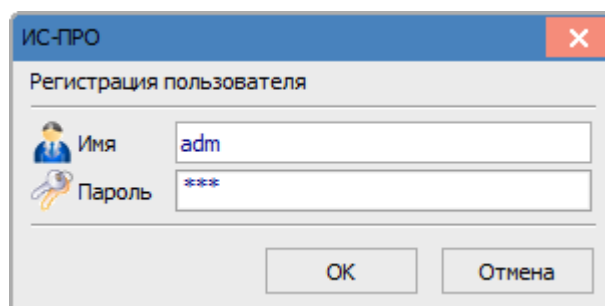 ИС-ПРО
Регистрация пользователя
Имя adm
Пароль ***
OK Отмена